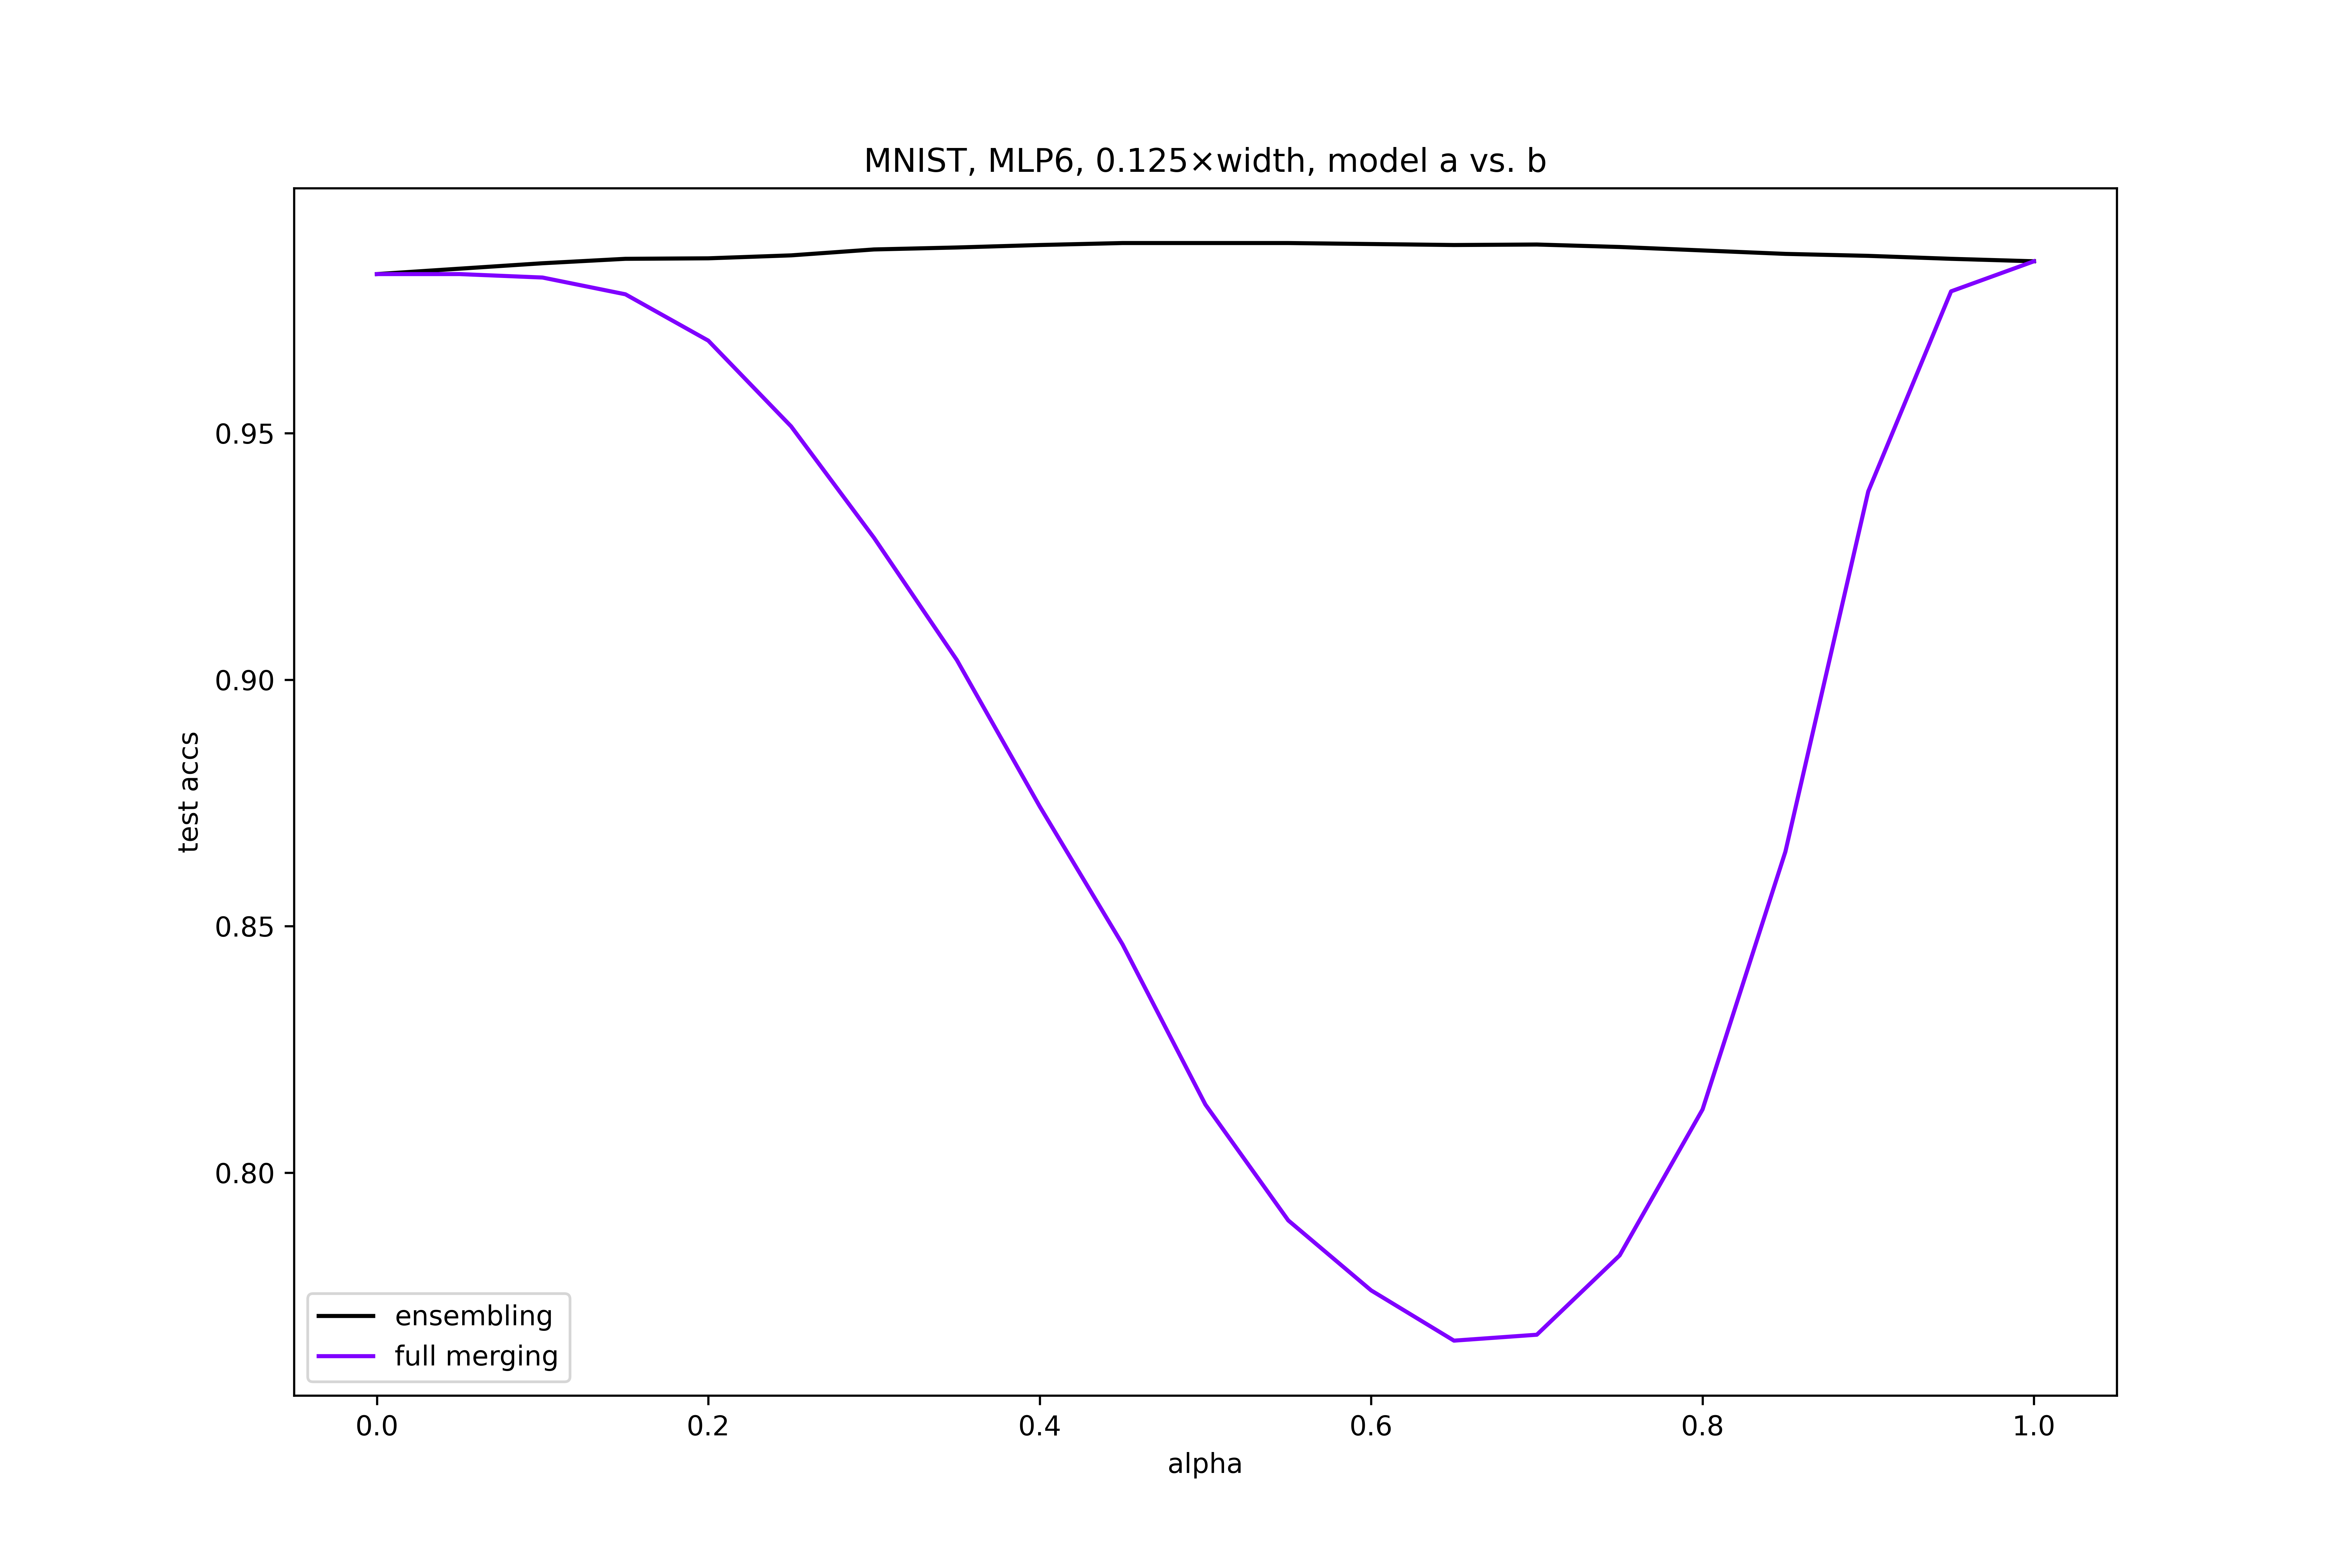 MNIST, MLP6, 0.125×width, model a vs. b
test accs
0.95
0.90
0.85
0.80
ensembling
full merging
0.0 0.2 0.4 0.6 0.8 1.0
alpha